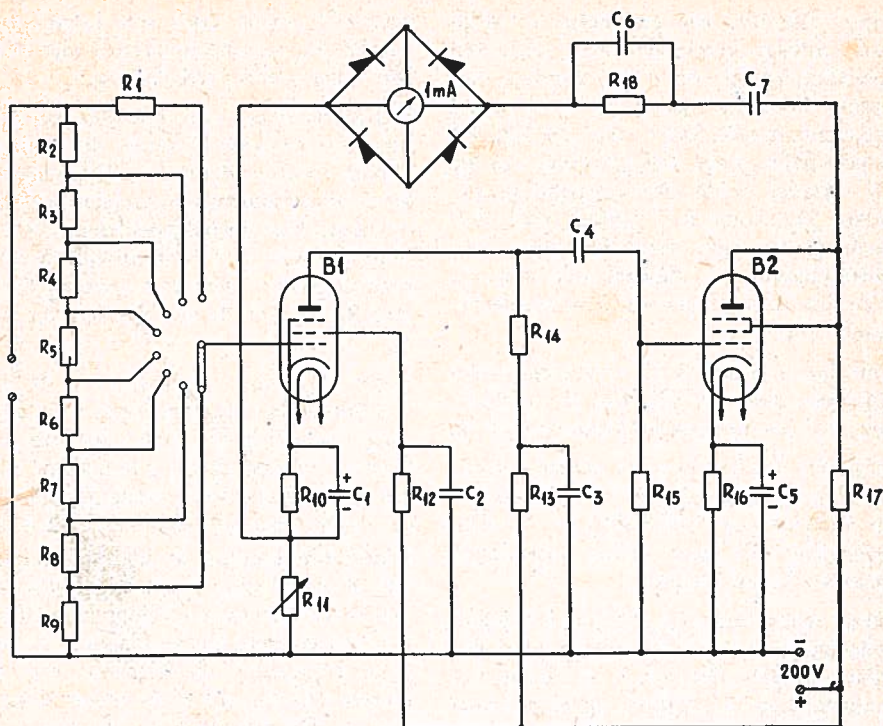 C6
R1
1mA
R18
C7
R2
R3
C4
R4
B1
B2
R14
R5
R6
R7
+
R10
C1
−
R12
C2
R13
C3
R15
R16
+
C5
−
R17
R8
R11
R9
−
200V
+